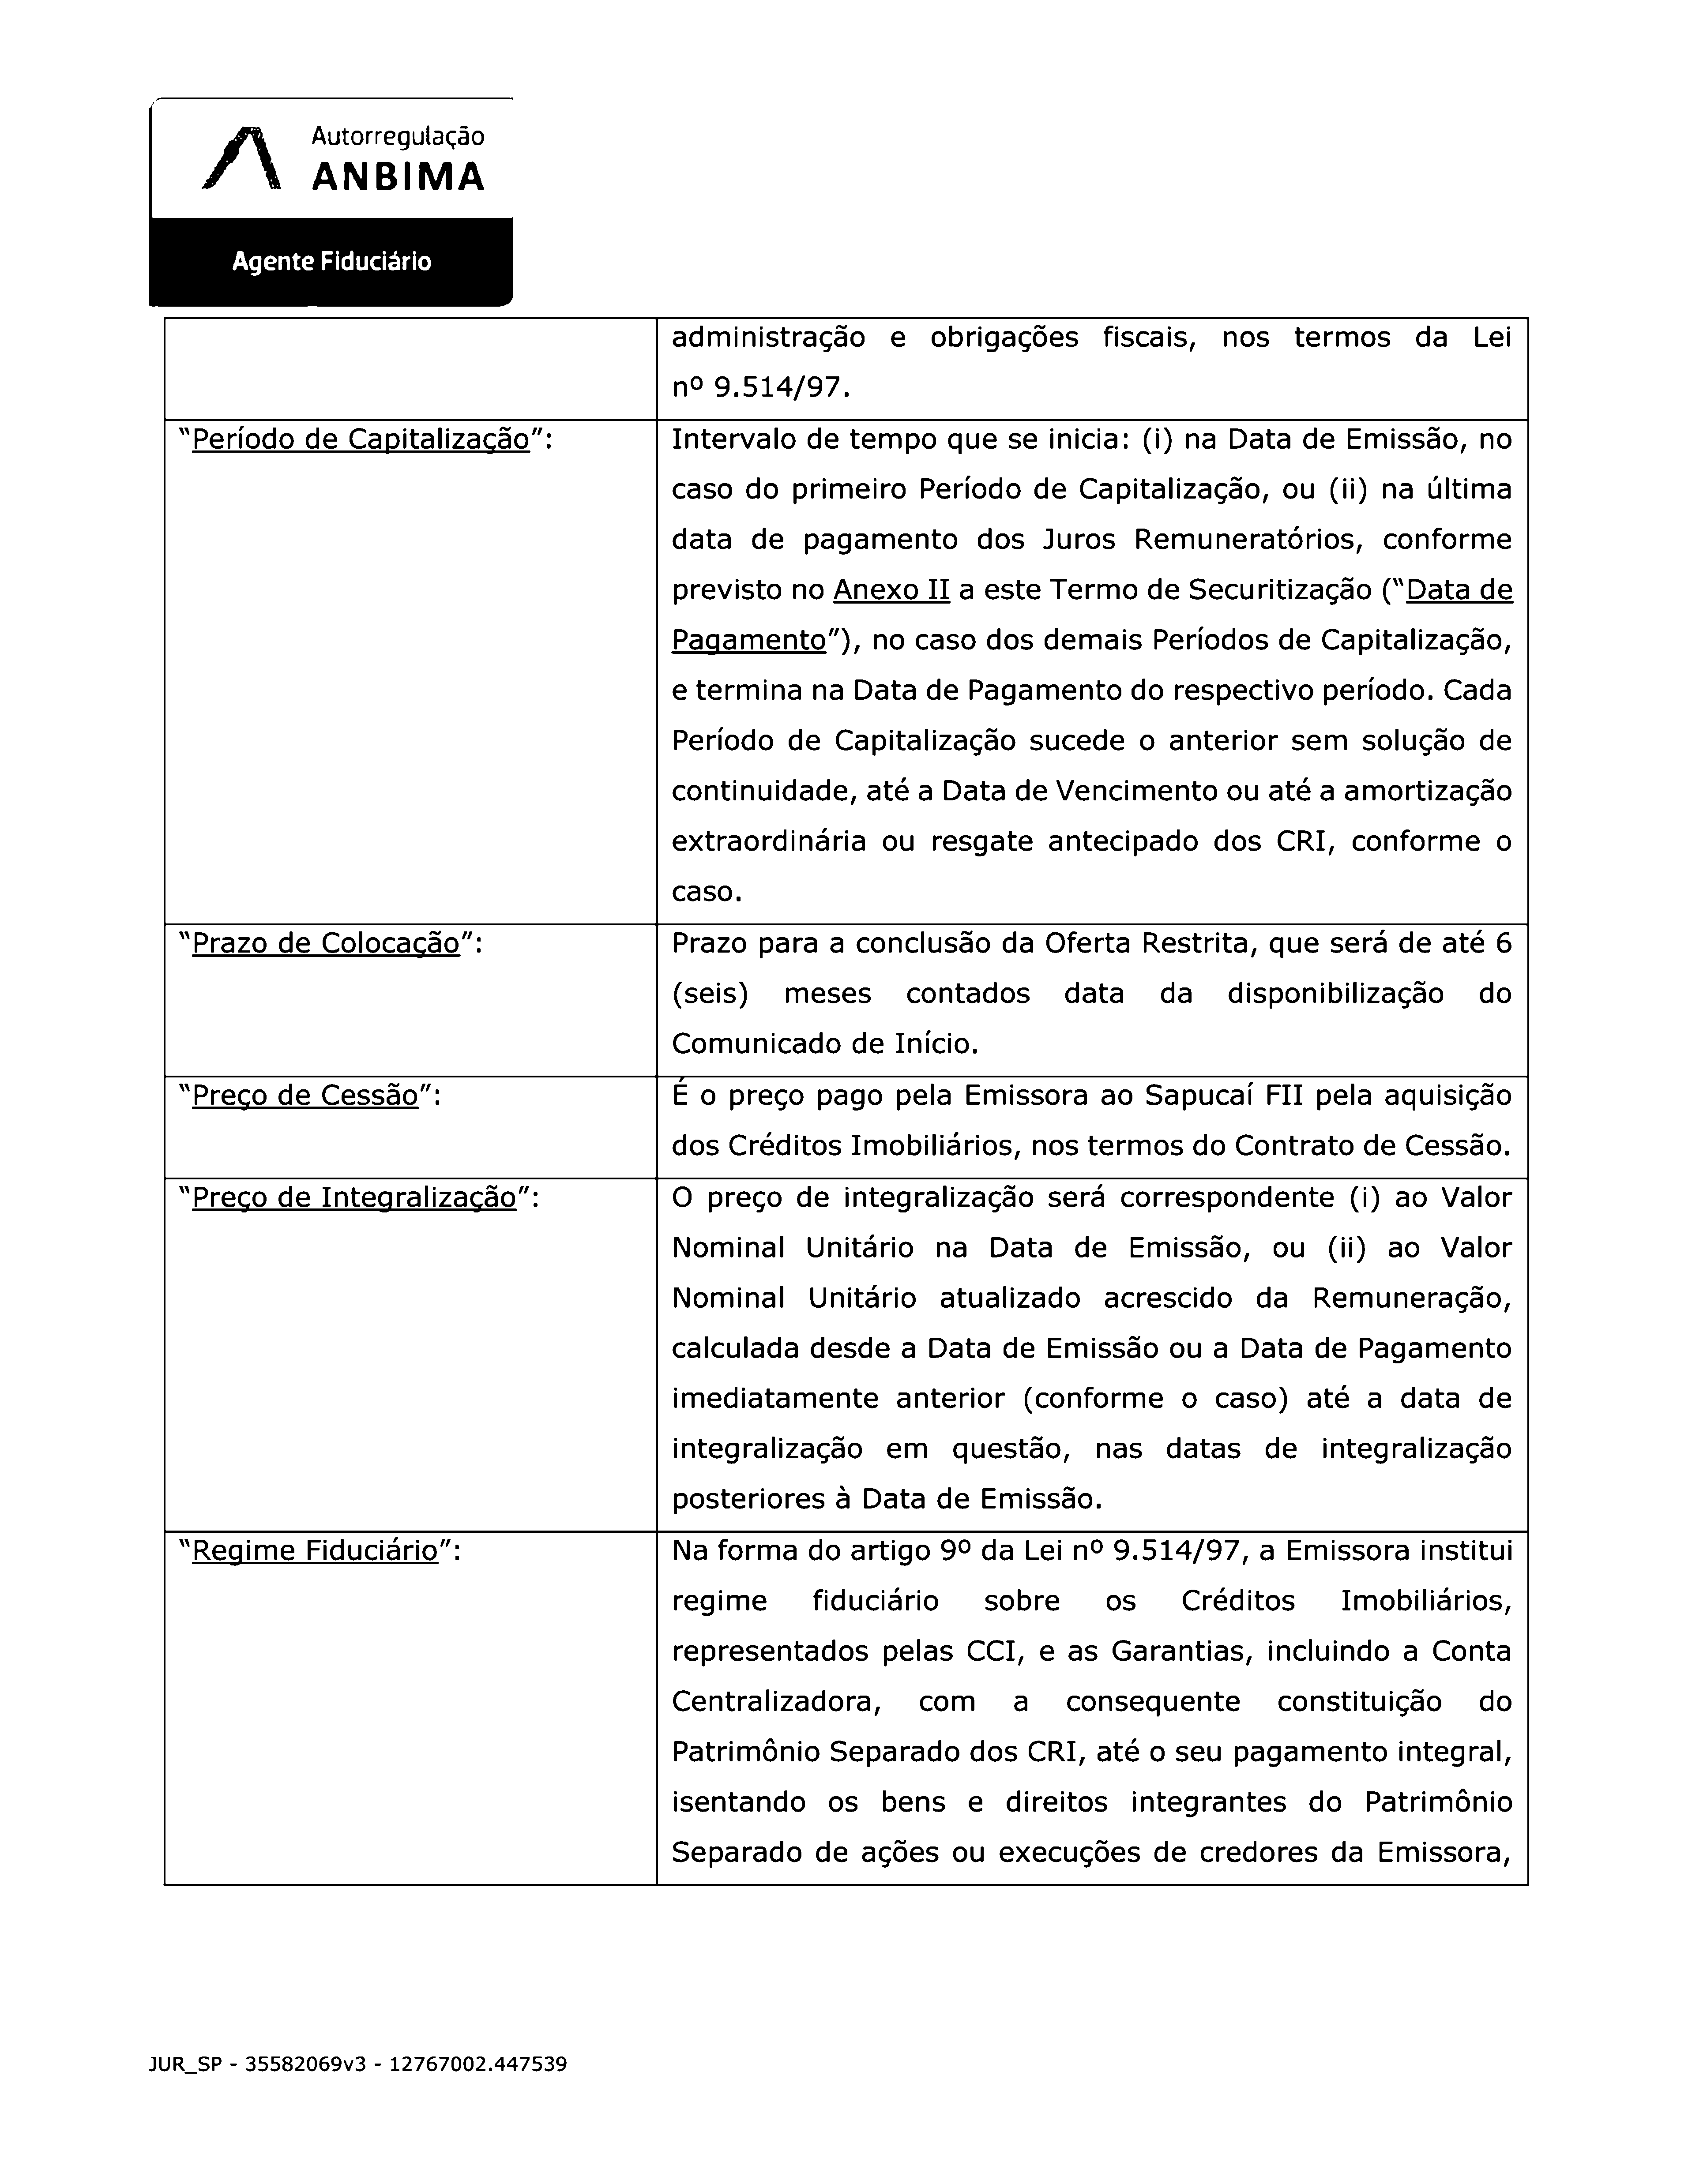 Autorregulação
ANBIMA
Agente Fiduciário
administração e obrigações fiscais, nos termos da Lei
nº 9.514/97.
"Período de Capitalização":
Intervalo de tempo que se inicia: (i) na Data de Emissão, no
caso do primeiro Período de Capitalização, ou (ii) na última
data de pagamento dos Juros Remuneratórios, conforme
previsto no Anexo II a este Termo de Securitização ("Data de
Pagamento"), no caso dos demais Períodos de Capitalização,
e termina na Data de Pagamento do respectivo período. Cada
Período de Capitalização sucede o anterior sem solução de
continuidade, até a Data de Vencimento ou até a amortização
extraordinária ou resgate antecipado dos CRI, conforme o
caso.
"Prazo de Colocação":
Prazo para a conclusão da Oferta Restrita, que será de até 6
(seis) meses contados data da disponibilização do
Comunicado de Início.
"Preço de Cessão":
É o preço pago pela Emissora ao Sapucaí FII pela aquisição
dos Créditos Imobiliários, nos termos do Contrato de Cessão.
"Preço de Integralização":
O preço de integralização será correspondente (i) ao Valor
Nominal Unitário na Data de Emissão, ou (ii) ao Valor
Nominal Unitário atualizado acrescido da Remuneração,
calculada desde a Data de Emissão ou a Data de Pagamento
imediatamente anterior (conforme o caso) até a data de
integralização em questão, nas datas de integralização
posteriores à Data de Emissão.
"Regime Fiduciário":
Na forma do artigo 9º da Lei nº 9.514/97, a Emissora institui
regime fiduciário sobre os Créditos Imobiliários,
representados pelas CCI, e as Garantias, incluindo a Conta
Centralizadora, com a consequente constituição do
Patrimônio Separado dos CRI, até o seu pagamento integral,
isentando os bens e direitos integrantes do Patrimônio
Separado de ações ou execuções de credores da Emissora,
JUR_SP - 35582069v3 - 12767002.447539